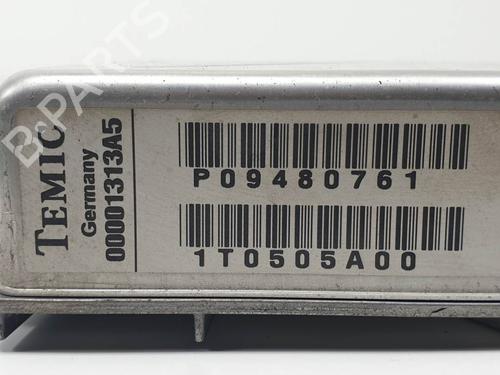 TEMIC
Germany
00001313A5
P09480761
1T0505A00
B-PARTS